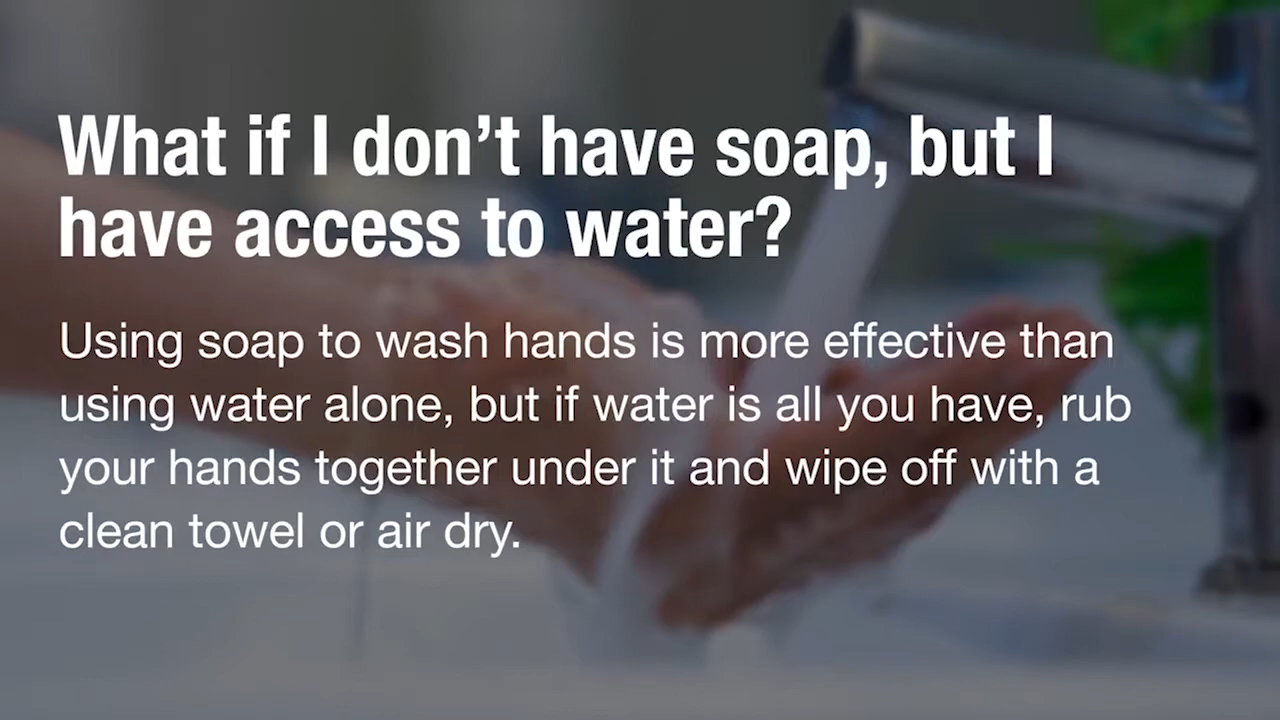 What if I don’t have soap, but I
have access to water?
Using soap to wash hands is more effective than
using water alone, but if water is all you have, rub
your hands together under it and wipe off with a
clean towel or air dry.